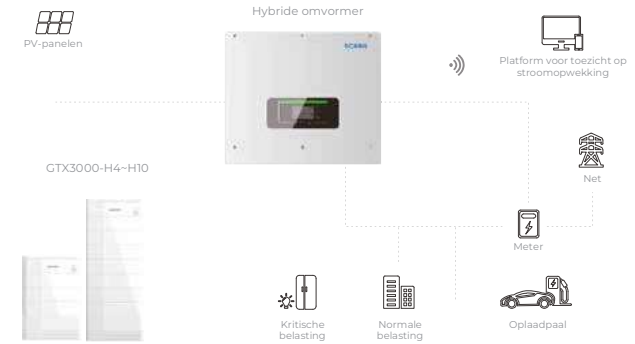 Hybride omvormer
PV-panelen
Platform voor toezicht op
stroomopwekking
GTX3000-H4~H10
Net
Meter
Kritische
belasting
Normale
belasting
Oplaadpaal